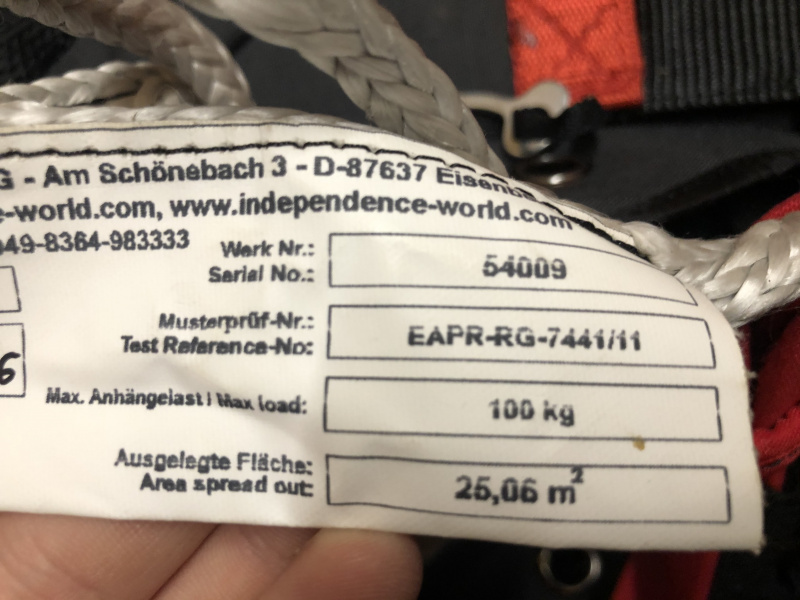 G - Am Schönebach 3 - D-87637 Eisenbe
e-world.com, www.independence-world.com
049-8364-983333
Werk Nr.:
Serial No.:
54009
Musterprüf-Nr.:
Test Reference-No:
EAPR-RG-7441/11
6
Max. Anhängelast / Max load:
100 kg
Ausgelegte Fläche:
Area spread out:
25,06 m²